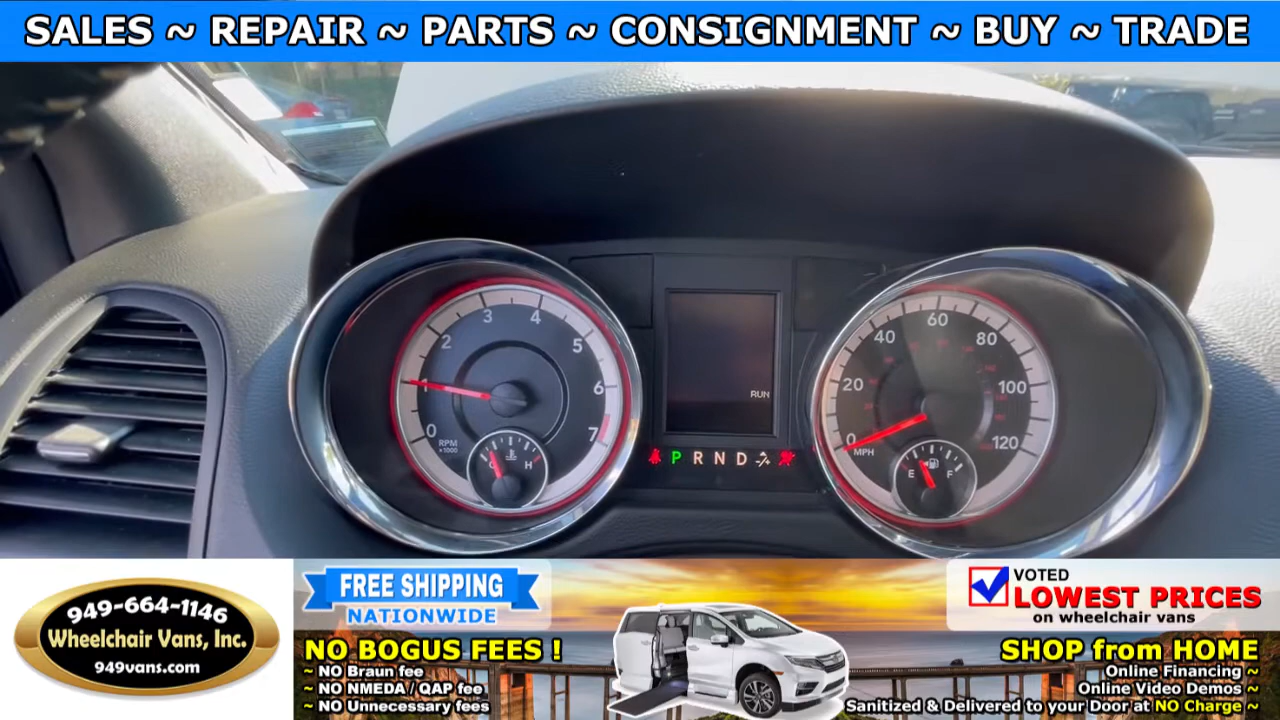 SALES ~ REPAIR ~ PARTS ~ CONSIGNMENT ~ BUY ~ TRADE
0 1 2 3 4 5 6 7
RPM
x1000
C H
RUN
P R N D
0 20 40 60 80 100 120
MPH
E F
949-664-1146
Wheelchair Vans, Inc.
949vans.com
FREE SHIPPING
NATIONWIDE
NO BOGUS FEES !
~ NO Braun fee
~ NO NMEDA / QAP fee
~ NO Unnecessary fees
VOTED
LOWEST PRICES
on wheelchair vans
SHOP from HOME
Online Financing ~
Online Video Demos ~
Sanitized & Delivered to your Door at NO Charge ~